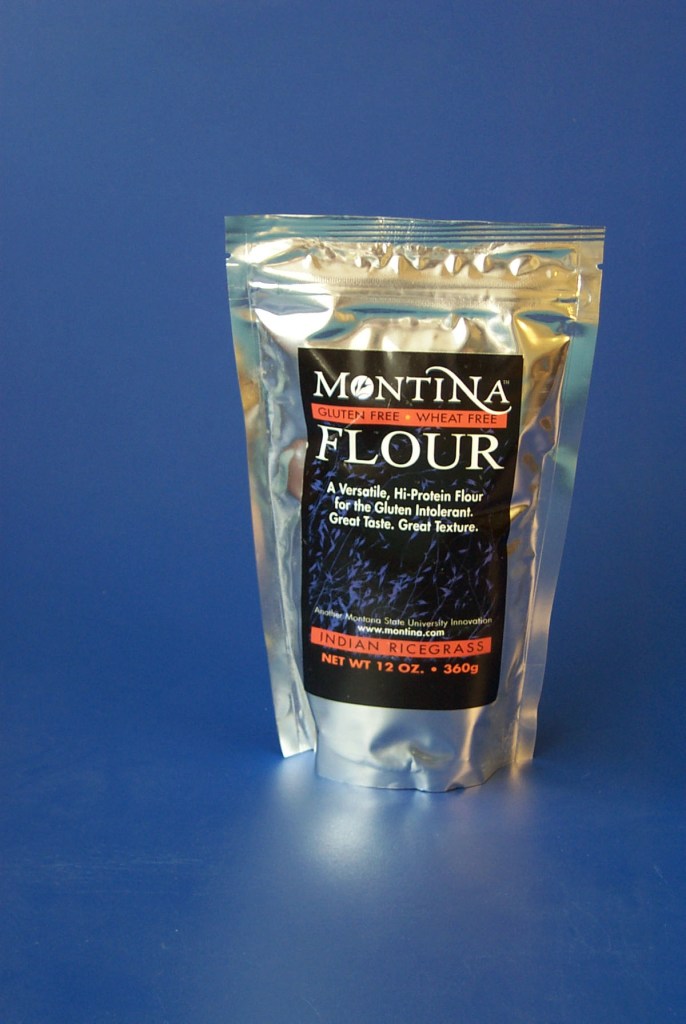 MONTINA™
GLUTEN FREE • WHEAT FREE
FLOUR
A Versatile, Hi-Protein Flour
for the Gluten Intolerant.
Great Taste. Great Texture.
Another Montana State University Innovation
www.montina.com
INDIAN RICEGRASS
NET WT 12 OZ. • 360g